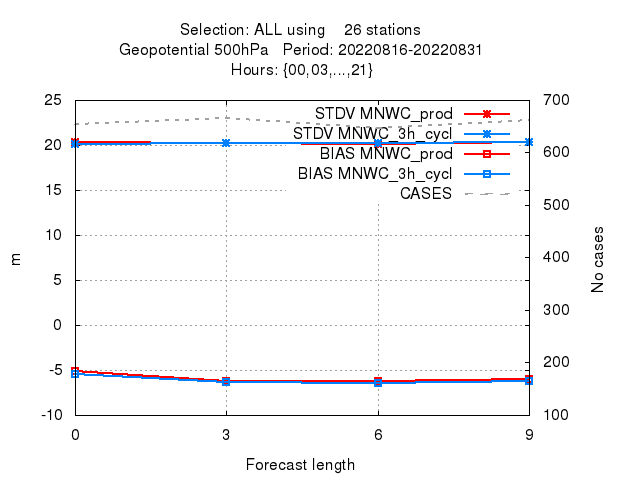 Selection: ALL using 26 stations
Geopotential 500hPa Period: 20220816-20220831
Hours: {00,03,...,21}
25
20
15
10
5
0
-5
-10
m
700
600
500
400
300
200
100
No cases
STDV MNWC_prod
STDV MNWC_3h_cycl
BIAS MNWC_prod
BIAS MNWC_3h_cycl
CASES
0 3 6 9
Forecast length